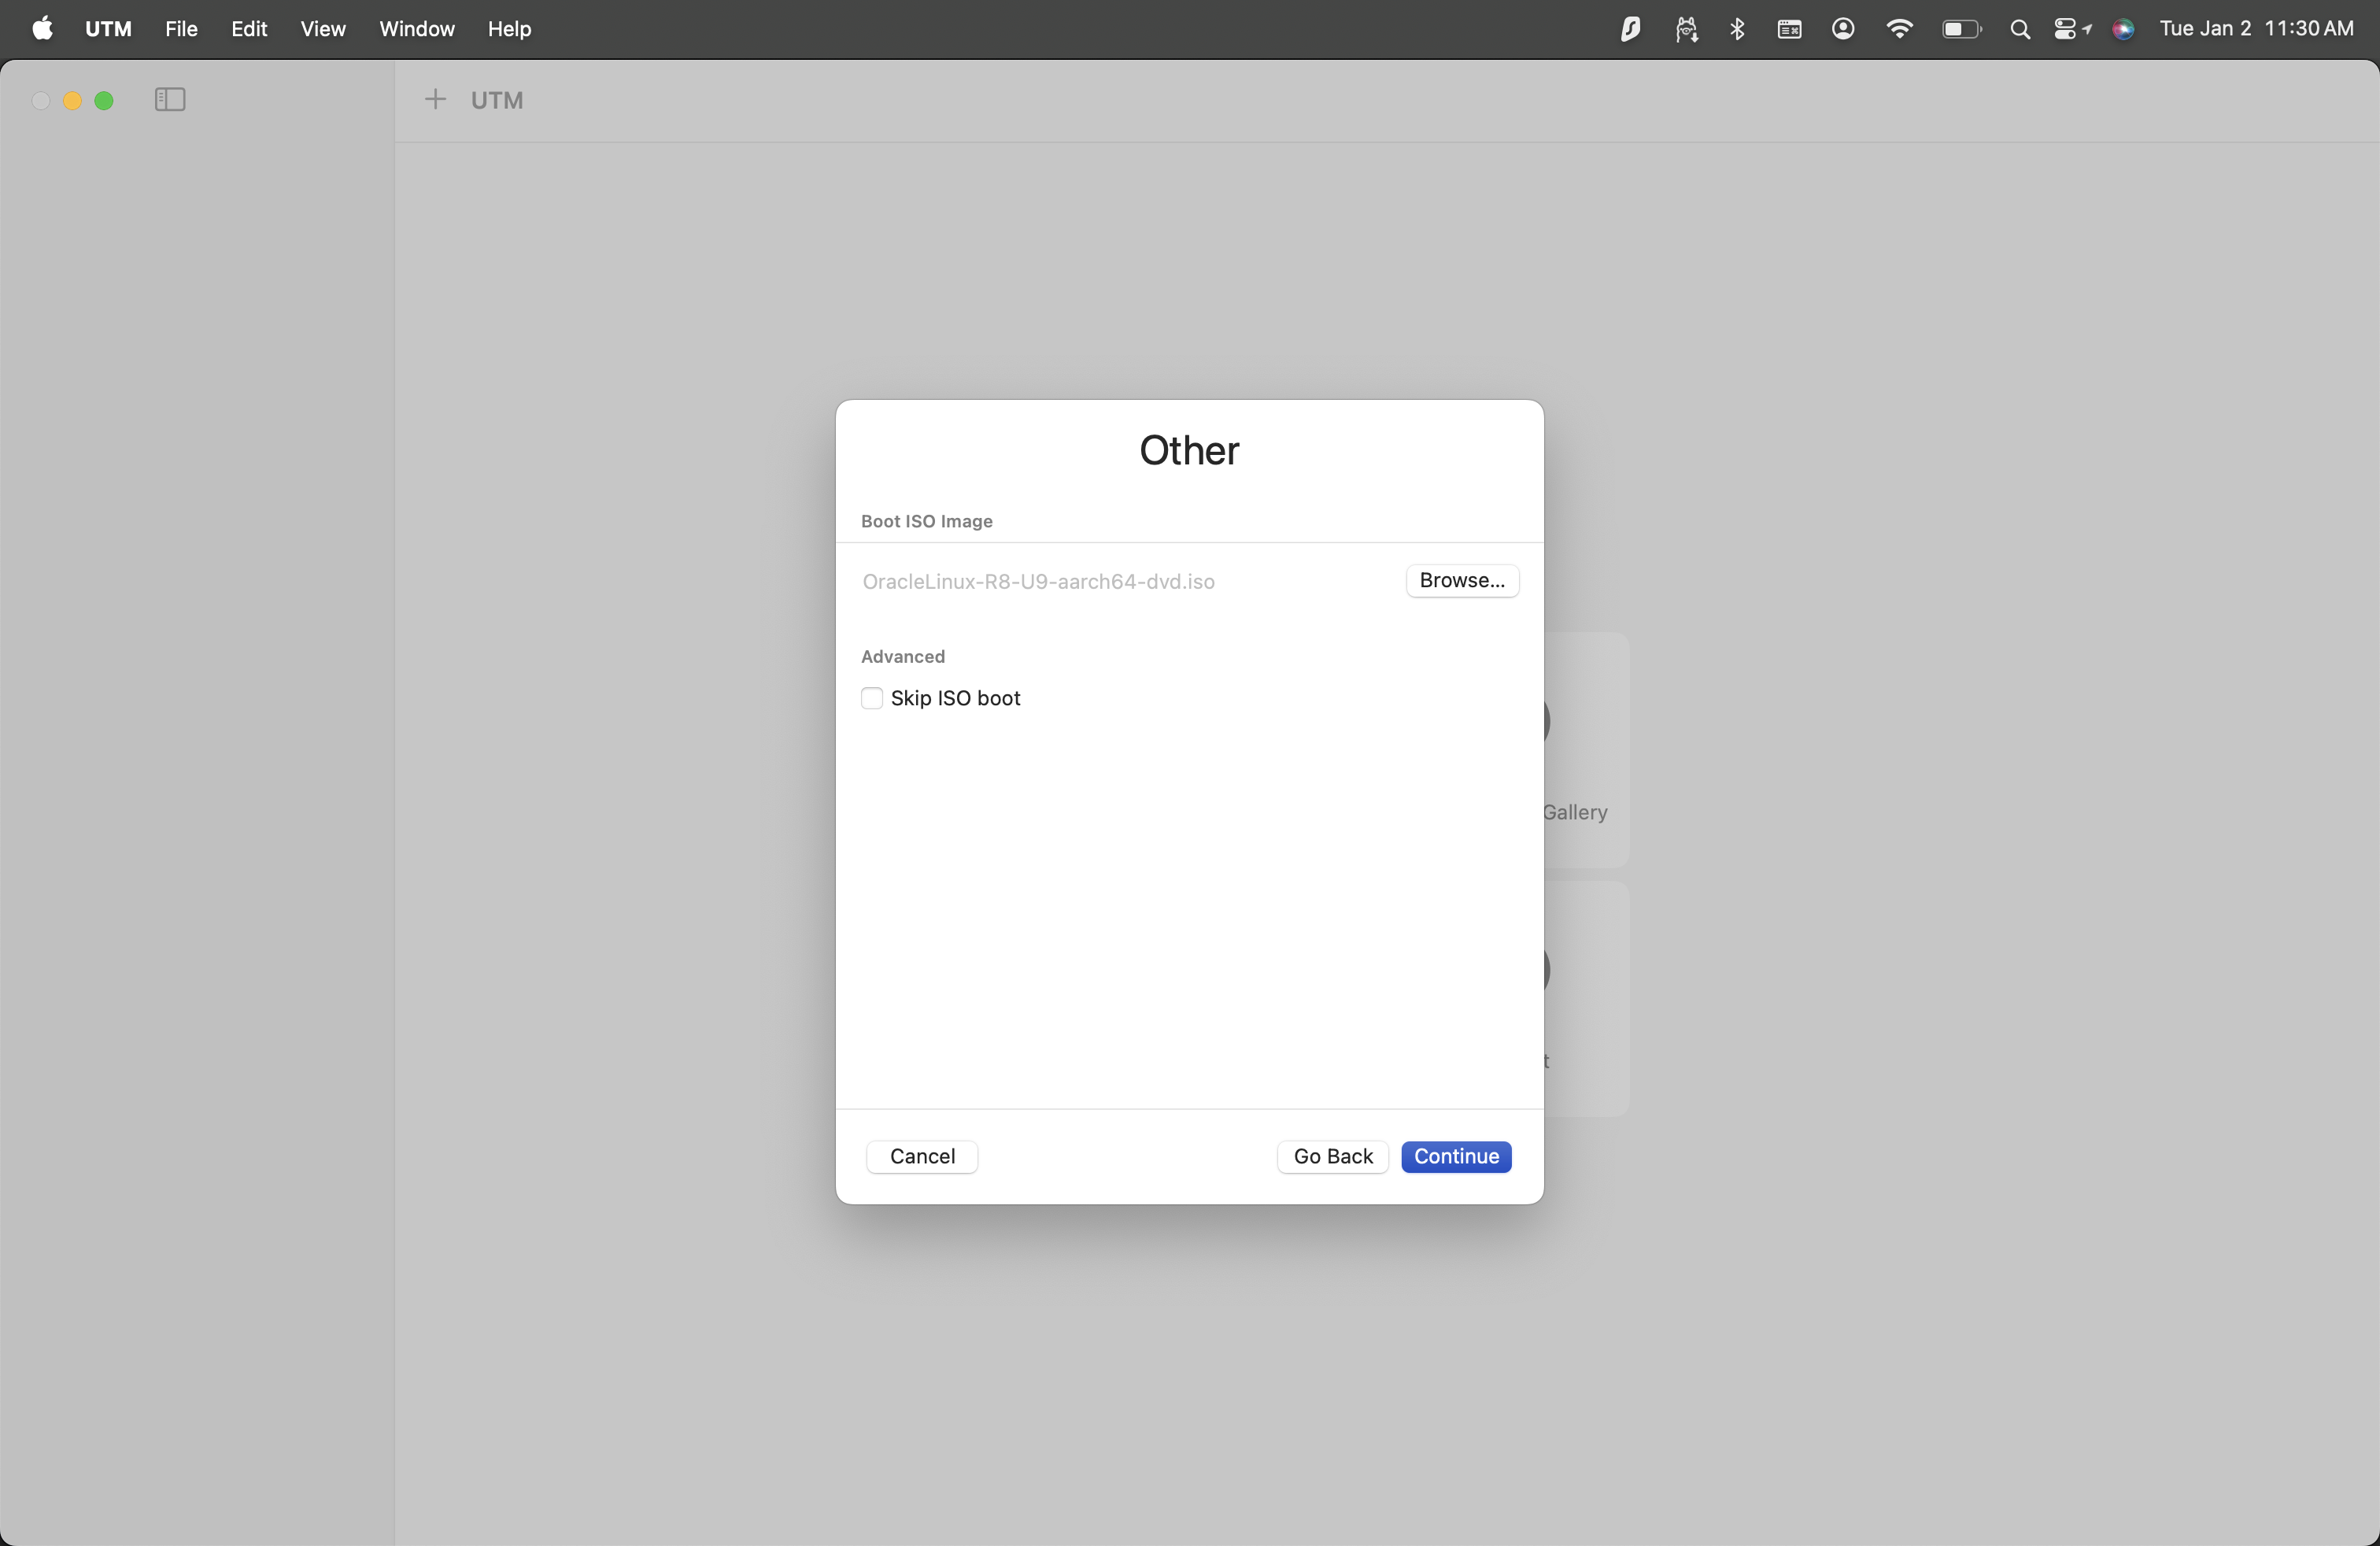 UTM File Edit View Window Help Tue Jan 2 11:30 AM
UTM
Other
Boot ISO Image
OracleLinux-R8-U9-aarch64-dvd.iso Browse...
Advanced
Skip ISO boot
Gallery
t
Cancel Go Back Continue